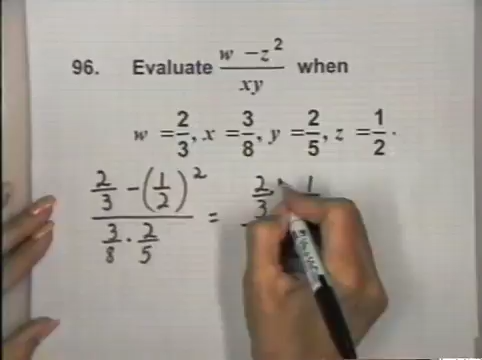 96. Evaluate (w − z²)/(xy) when
w = 2/3, x = 3/8, y = 2/5, z = 1/2.
(2/3 − (1/2)²)/(3/8 · 2/5) = 2/3 1